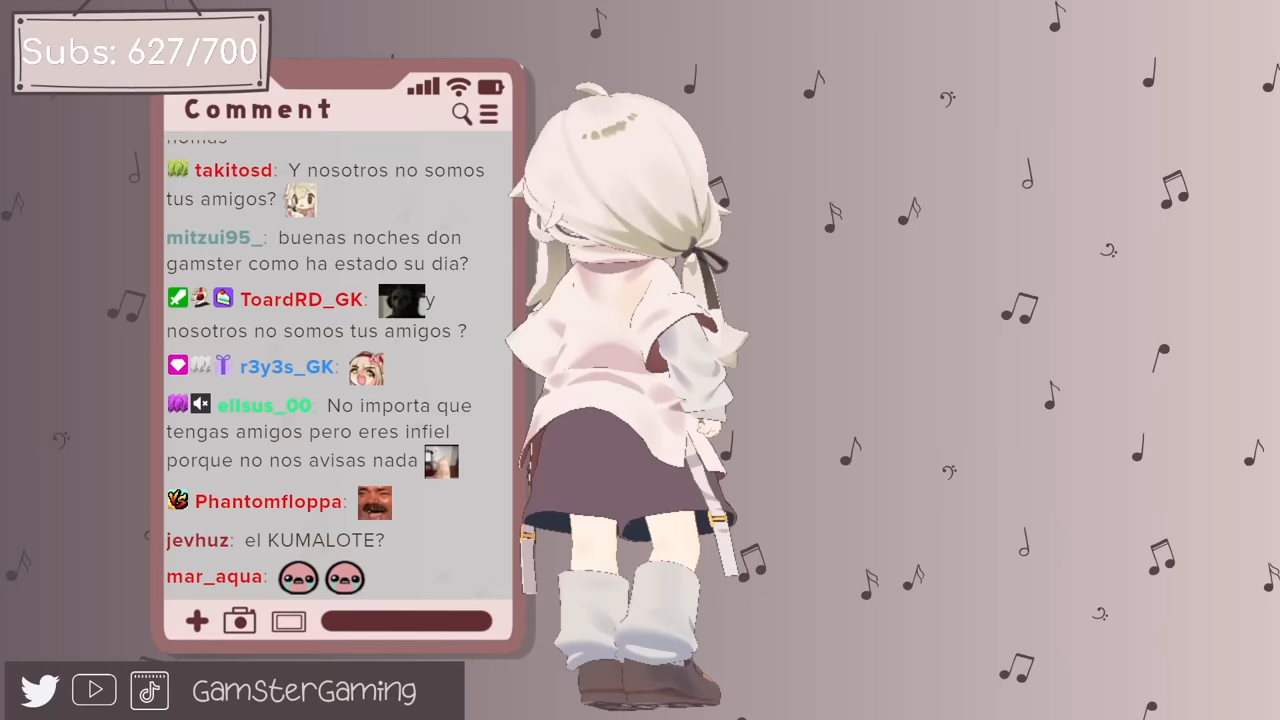 Subs: 627/700
Comment
nomas
takitosd: Y nosotros no somos
tus amigos?
mitzui95_: buenas noches don
gamster como ha estado su dia?
ToardRD_GK: y
nosotros no somos tus amigos ?
r3y3s_GK:
ellsus_00: No importa que
tengas amigos pero eres infiel
porque no nos avisas nada
Phantomfloppa:
jevhuz: el KUMALOTE?
mar_aqua:
GamSterGaming